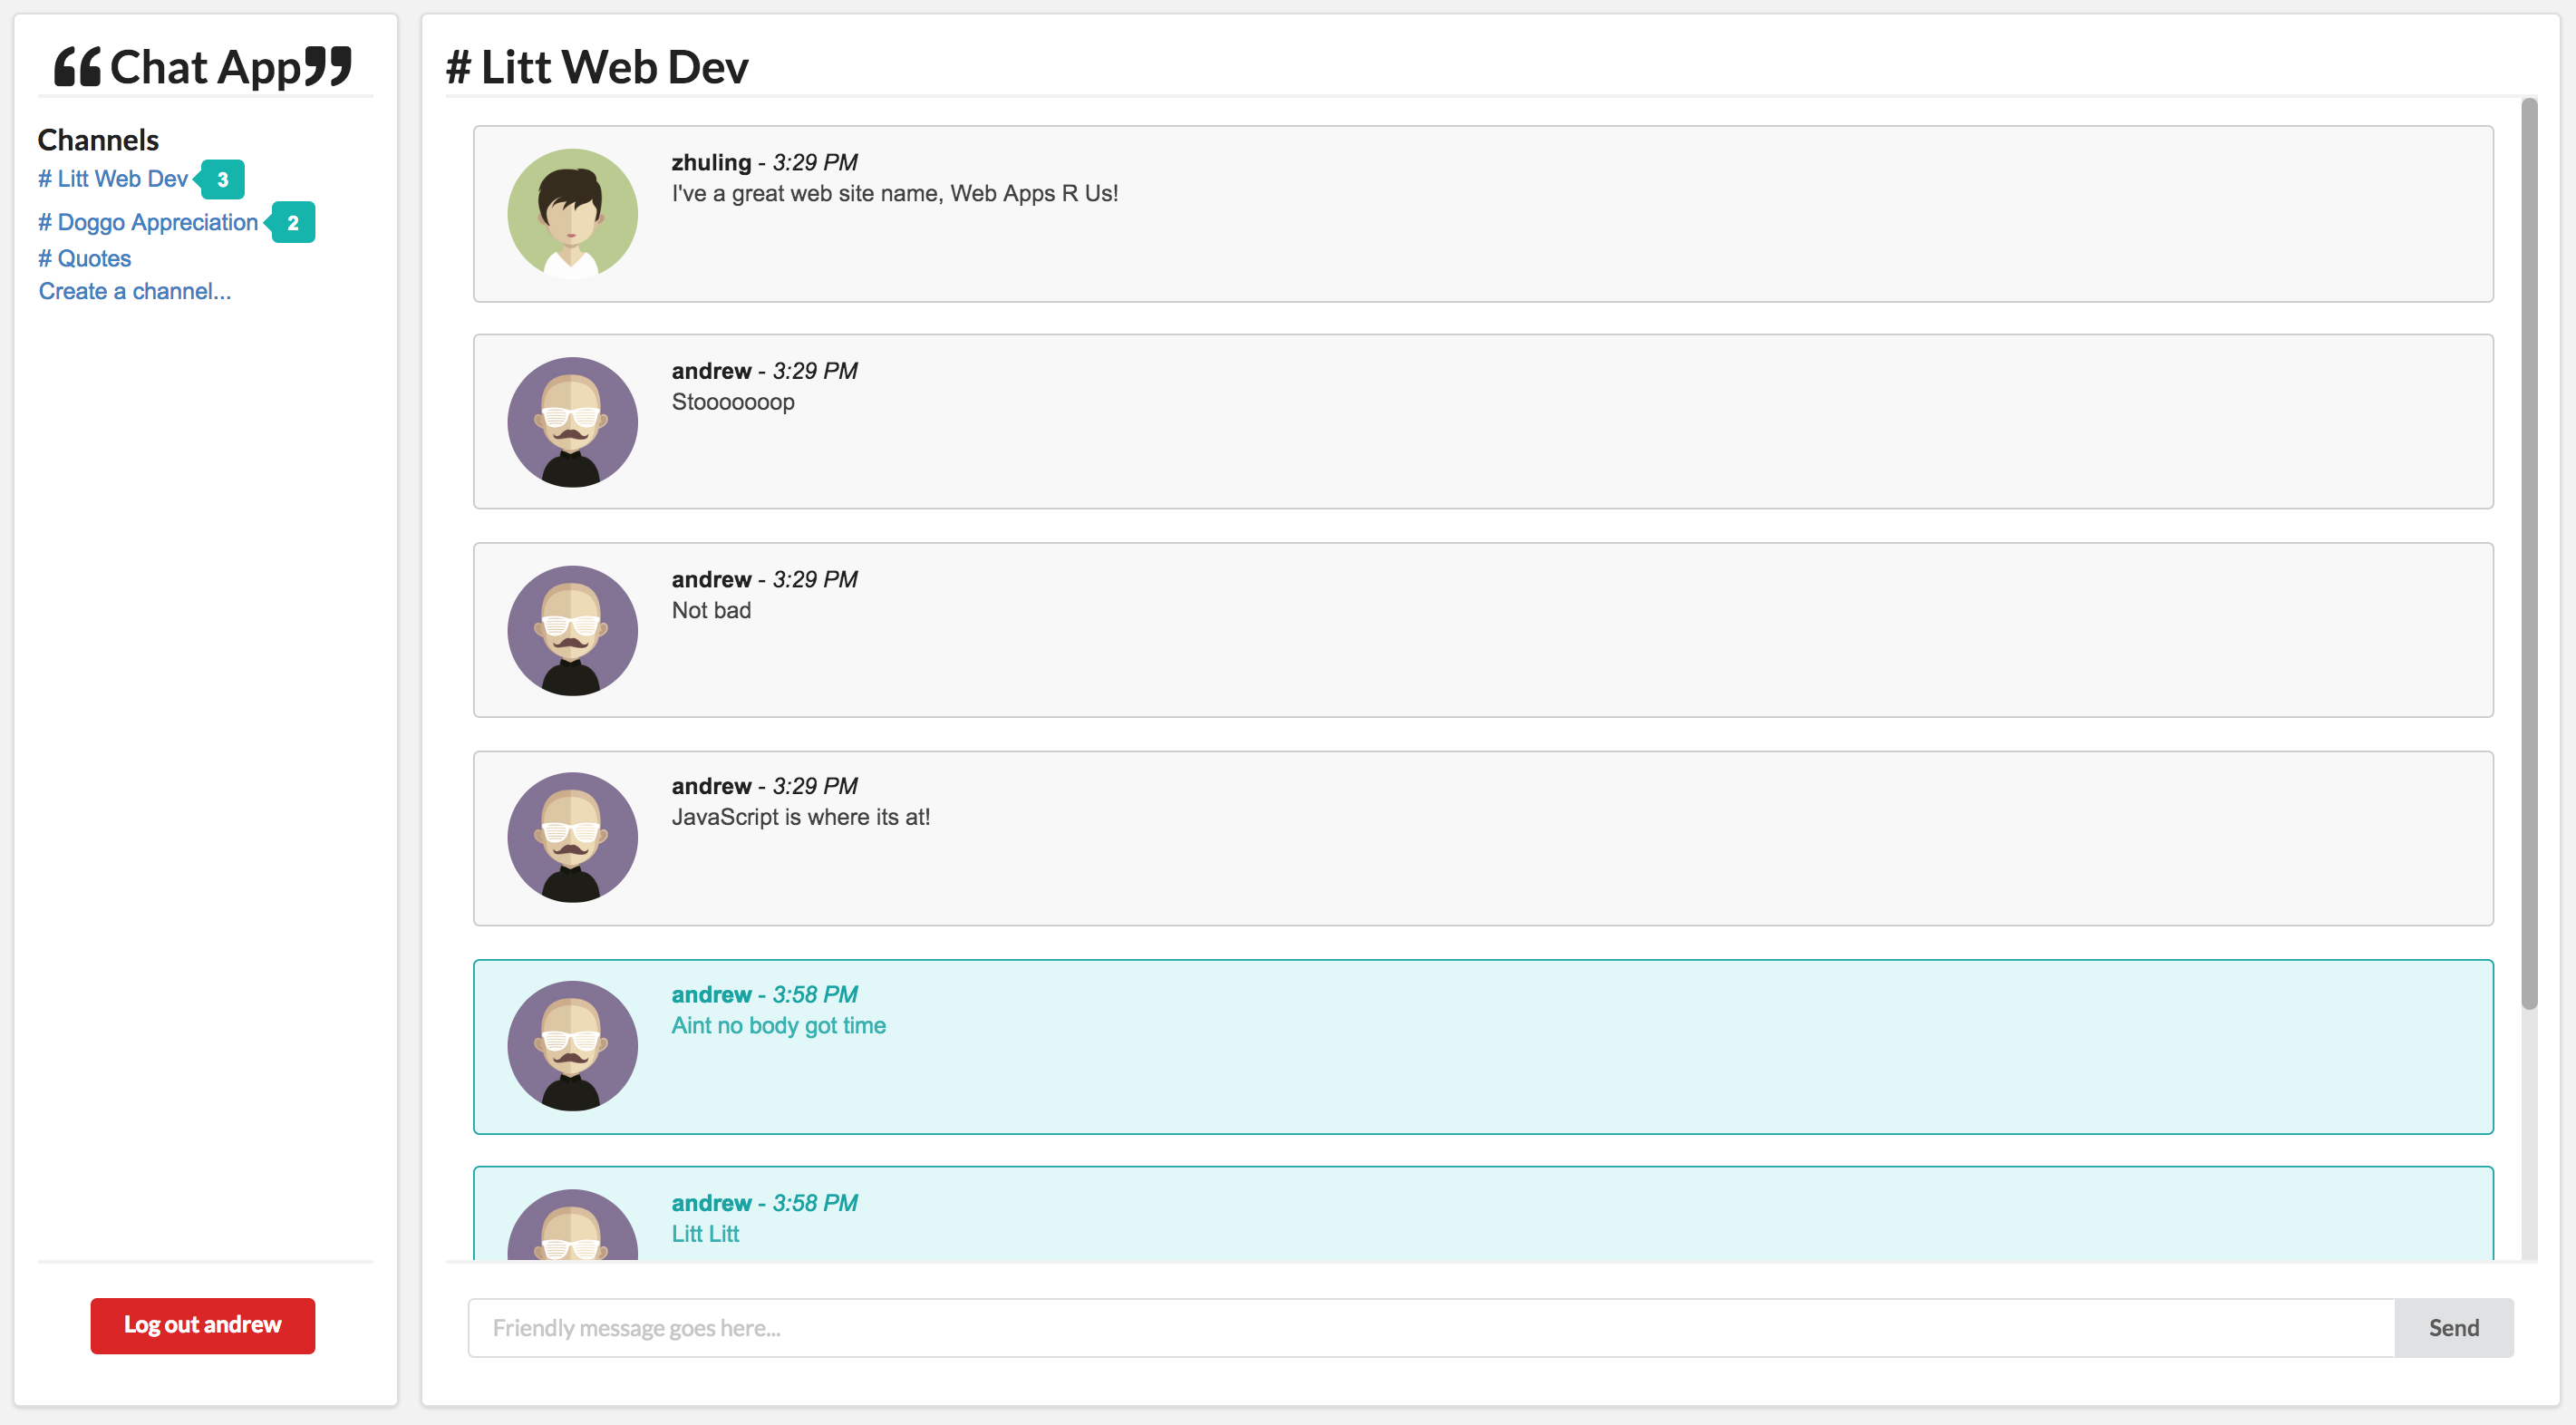 ❝ Chat App ❞
Channels
# Litt Web Dev 3
# Doggo Appreciation 2
# Quotes
Create a channel...
Log out andrew
# Litt Web Dev
zhuling - 3:29 PM
I've a great web site name, Web Apps R Us!
andrew - 3:29 PM
Stooooooop
andrew - 3:29 PM
Not bad
andrew - 3:29 PM
JavaScript is where its at!
andrew - 3:58 PM
Aint no body got time
andrew - 3:58 PM
Litt Litt
Friendly message goes here...
Send